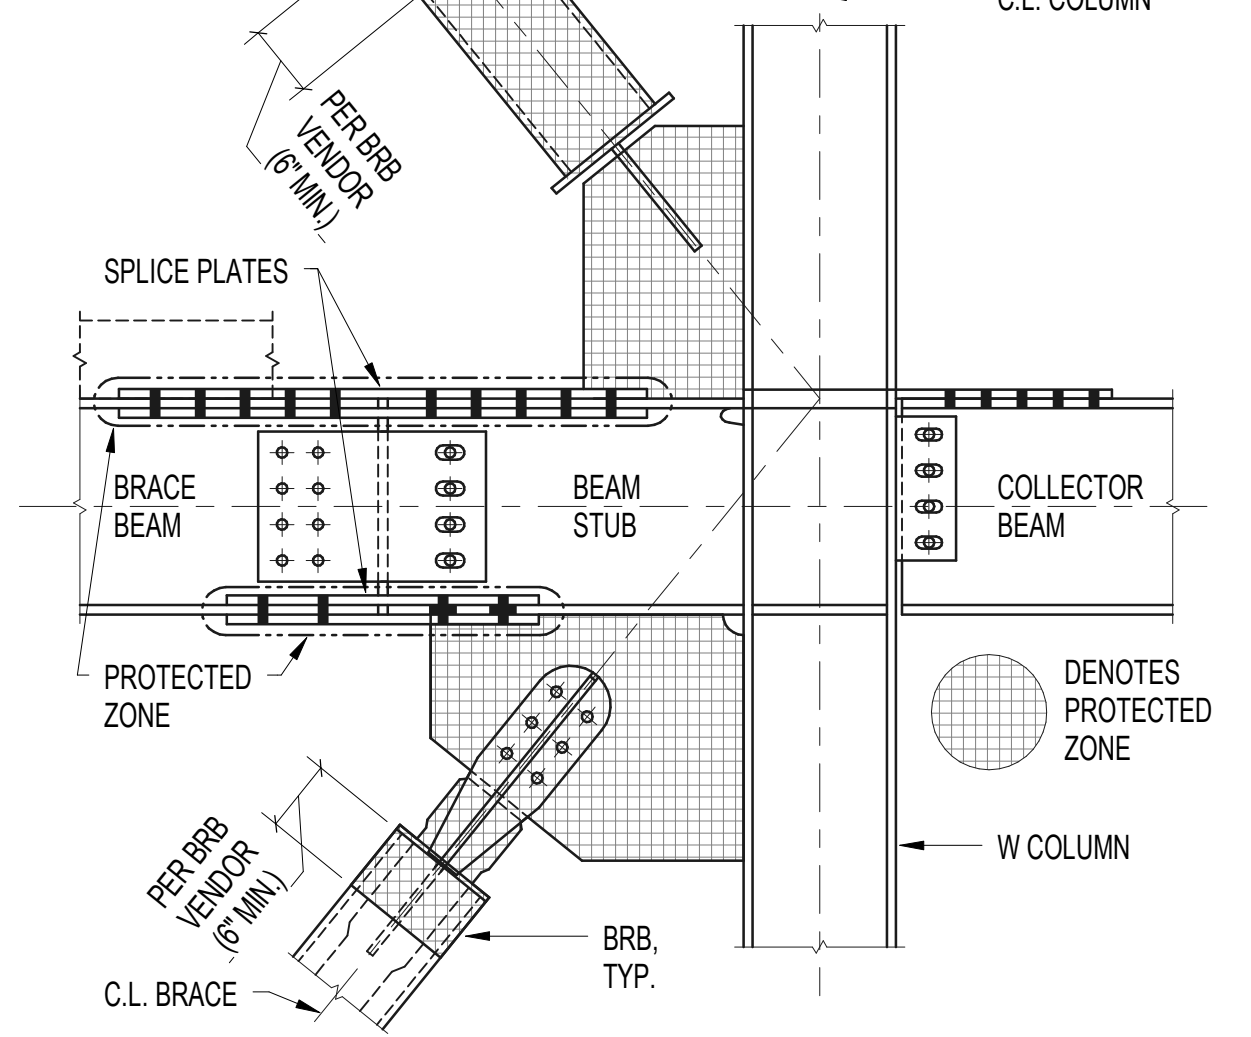 C.L. COLUMN
PER BRB
VENDOR
(6" MIN.)
SPLICE PLATES
BRACE
BEAM
BEAM
STUB
COLLECTOR
BEAM
PROTECTED
ZONE
DENOTES
PROTECTED
ZONE
PER BRB
VENDOR
(6" MIN.)
W COLUMN
BRB,
TYP.
C.L. BRACE